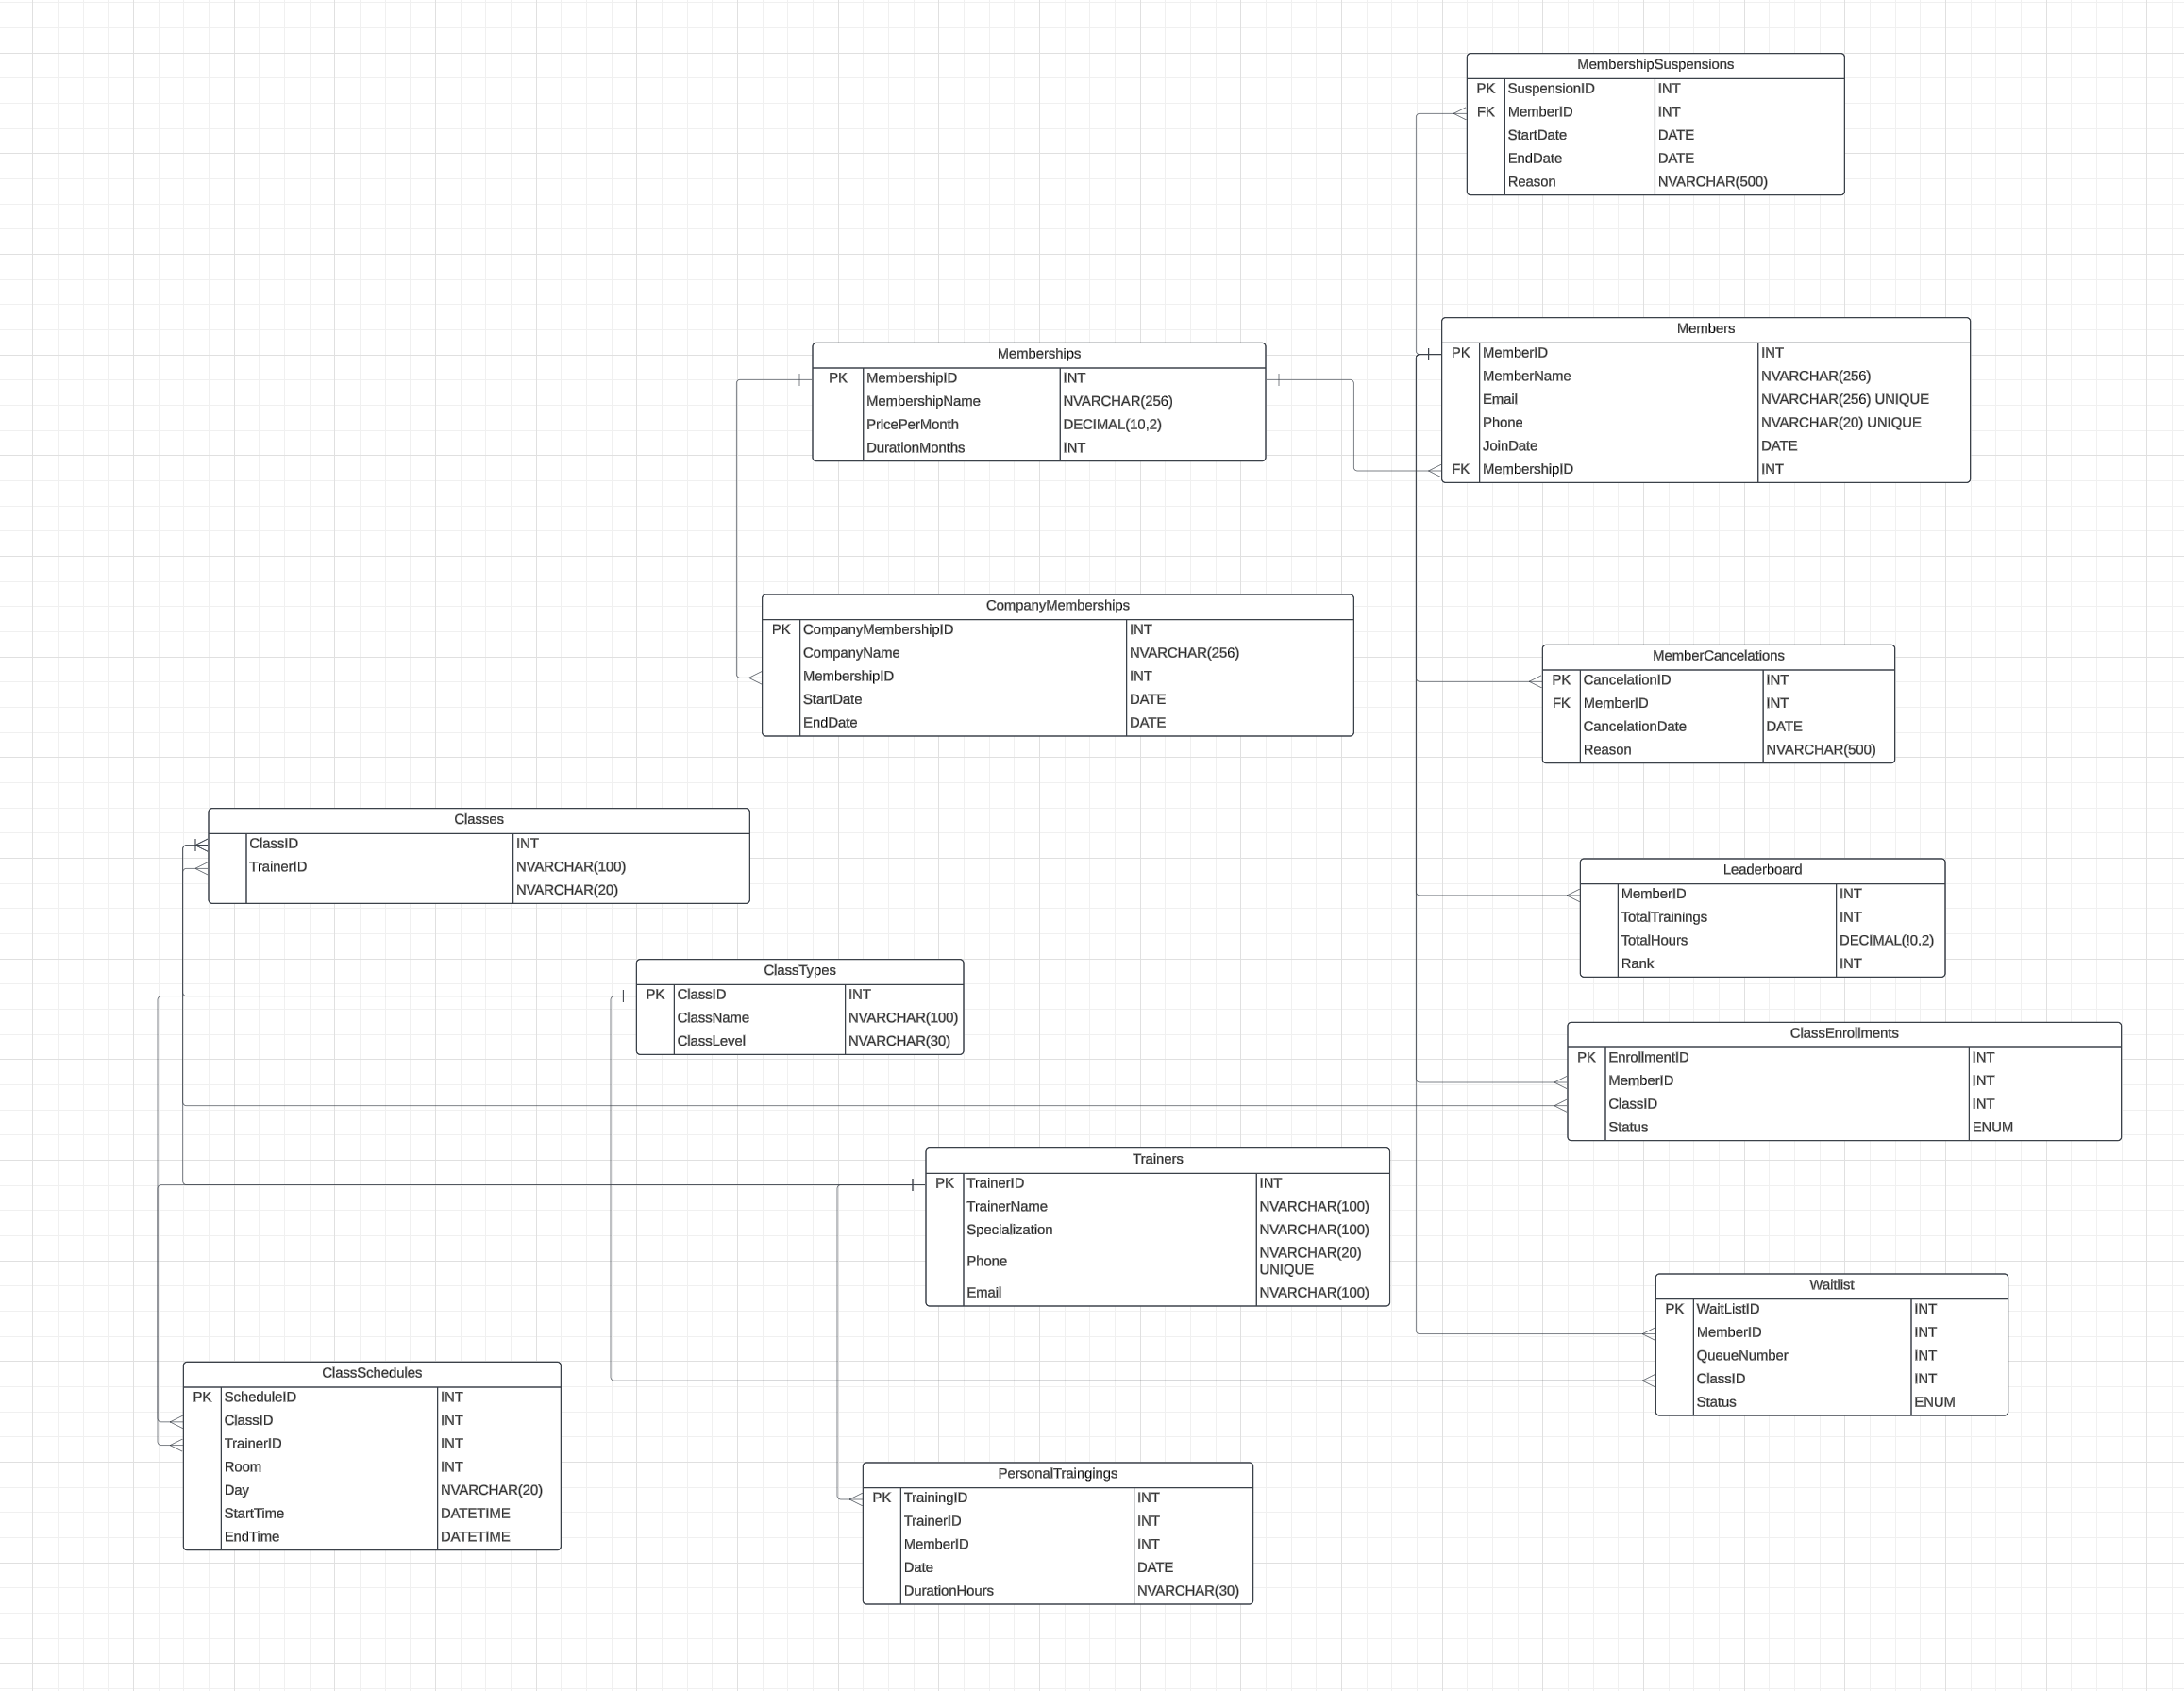 MembershipSuspensions
PK SuspensionID INT
FK MemberID INT
StartDate DATE
EndDate DATE
Reason NVARCHAR(500)
Members
PK MemberID INT
MemberName NVARCHAR(256)
Email NVARCHAR(256) UNIQUE
Phone NVARCHAR(20) UNIQUE
JoinDate DATE
FK MembershipID INT
Memberships
PK MembershipID INT
MembershipName NVARCHAR(256)
PricePerMonth DECIMAL(10,2)
DurationMonths INT
CompanyMemberships
PK CompanyMembershipID INT
CompanyName NVARCHAR(256)
MembershipID INT
StartDate DATE
EndDate DATE
MemberCancelations
PK CancelationID INT
FK MemberID INT
CancelationDate DATE
Reason NVARCHAR(500)
Classes
ClassID INT
TrainerID NVARCHAR(100)
NVARCHAR(20)
Leaderboard
MemberID INT
TotalTrainings INT
TotalHours DECIMAL(!0,2)
Rank INT
ClassTypes
PK ClassID INT
ClassName NVARCHAR(100)
ClassLevel NVARCHAR(30)
ClassEnrollments
PK EnrollmentID INT
MemberID INT
ClassID INT
Status ENUM
Trainers
PK TrainerID INT
TrainerName NVARCHAR(100)
Specialization NVARCHAR(100)
Phone NVARCHAR(20)
UNIQUE
Email NVARCHAR(100)
Waitlist
PK WaitListID INT
MemberID INT
QueueNumber INT
ClassID INT
Status ENUM
ClassSchedules
PK ScheduleID INT
ClassID INT
TrainerID INT
Room INT
Day NVARCHAR(20)
StartTime DATETIME
EndTime DATETIME
PersonalTraingings
PK TrainingID INT
TrainerID INT
MemberID INT
Date DATE
DurationHours NVARCHAR(30)